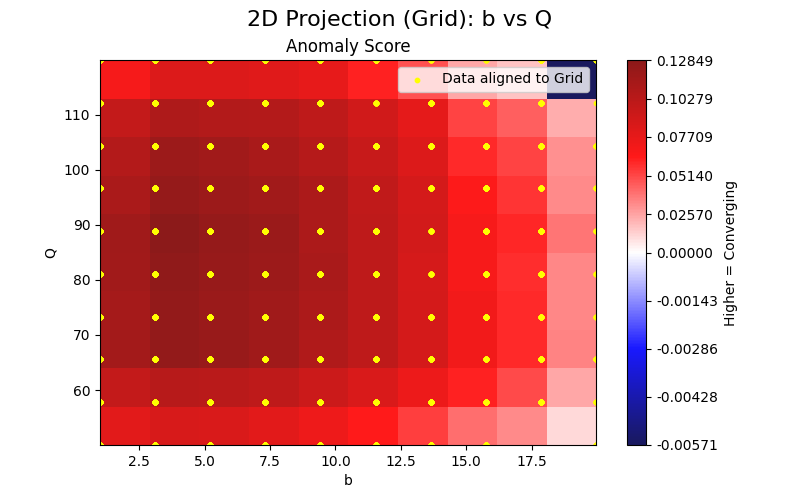 2D Projection (Grid): b vs Q
Anomaly Score
Data aligned to Grid
110
100
90
80
70
60
Q
2.5 5.0 7.5 10.0 12.5 15.0 17.5
b
0.12849
0.10279
0.07709
0.05140
0.02570
0.00000
-0.00143
-0.00286
-0.00428
-0.00571
Higher = Converging